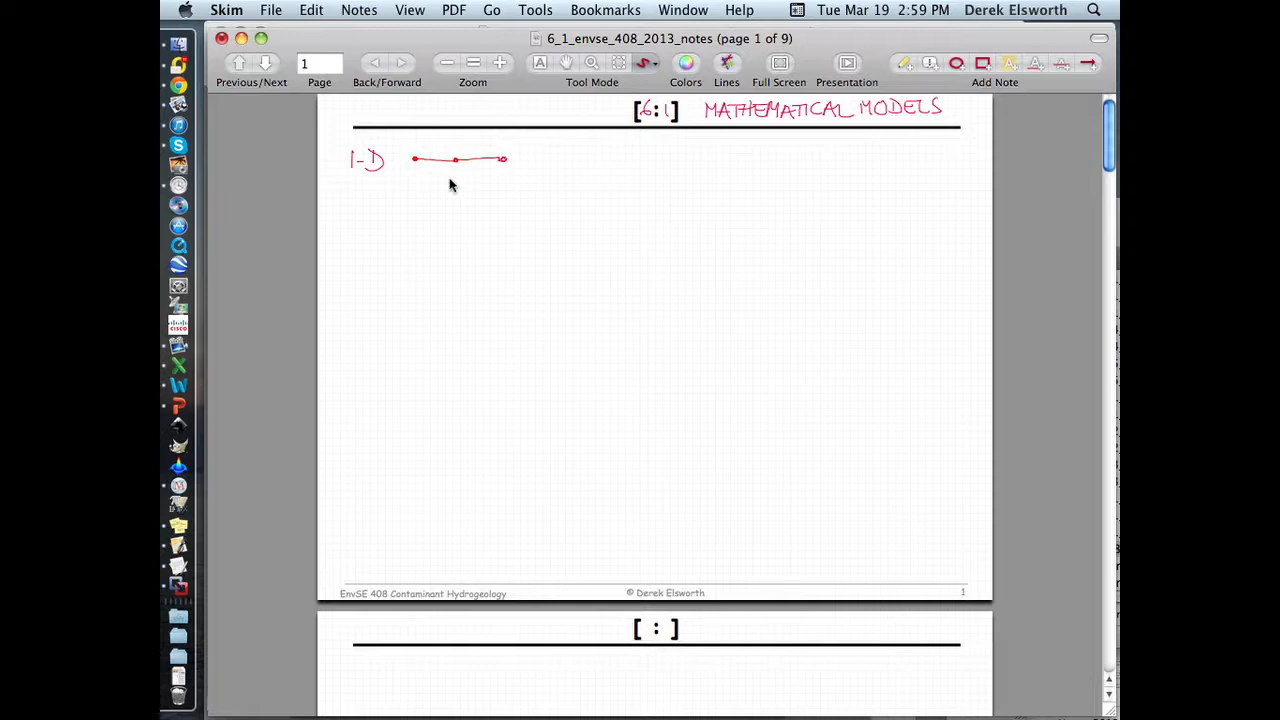 Skim File Edit Notes View PDF Go Tools Bookmarks Window Help Tue Mar 19 2:59 PM Derek Elsworth
6_1_envse408_2013_notes (page 1 of 9)
1
Previous/Next Page Back/Forward Zoom Tool Mode Colors Lines Full Screen Presentation Add Note
[6:1] MATHEMATICAL MODELS
1-D
EnvSE 408 Contaminant Hydrogeology © Derek Elsworth 1
[ : ]
CISCO